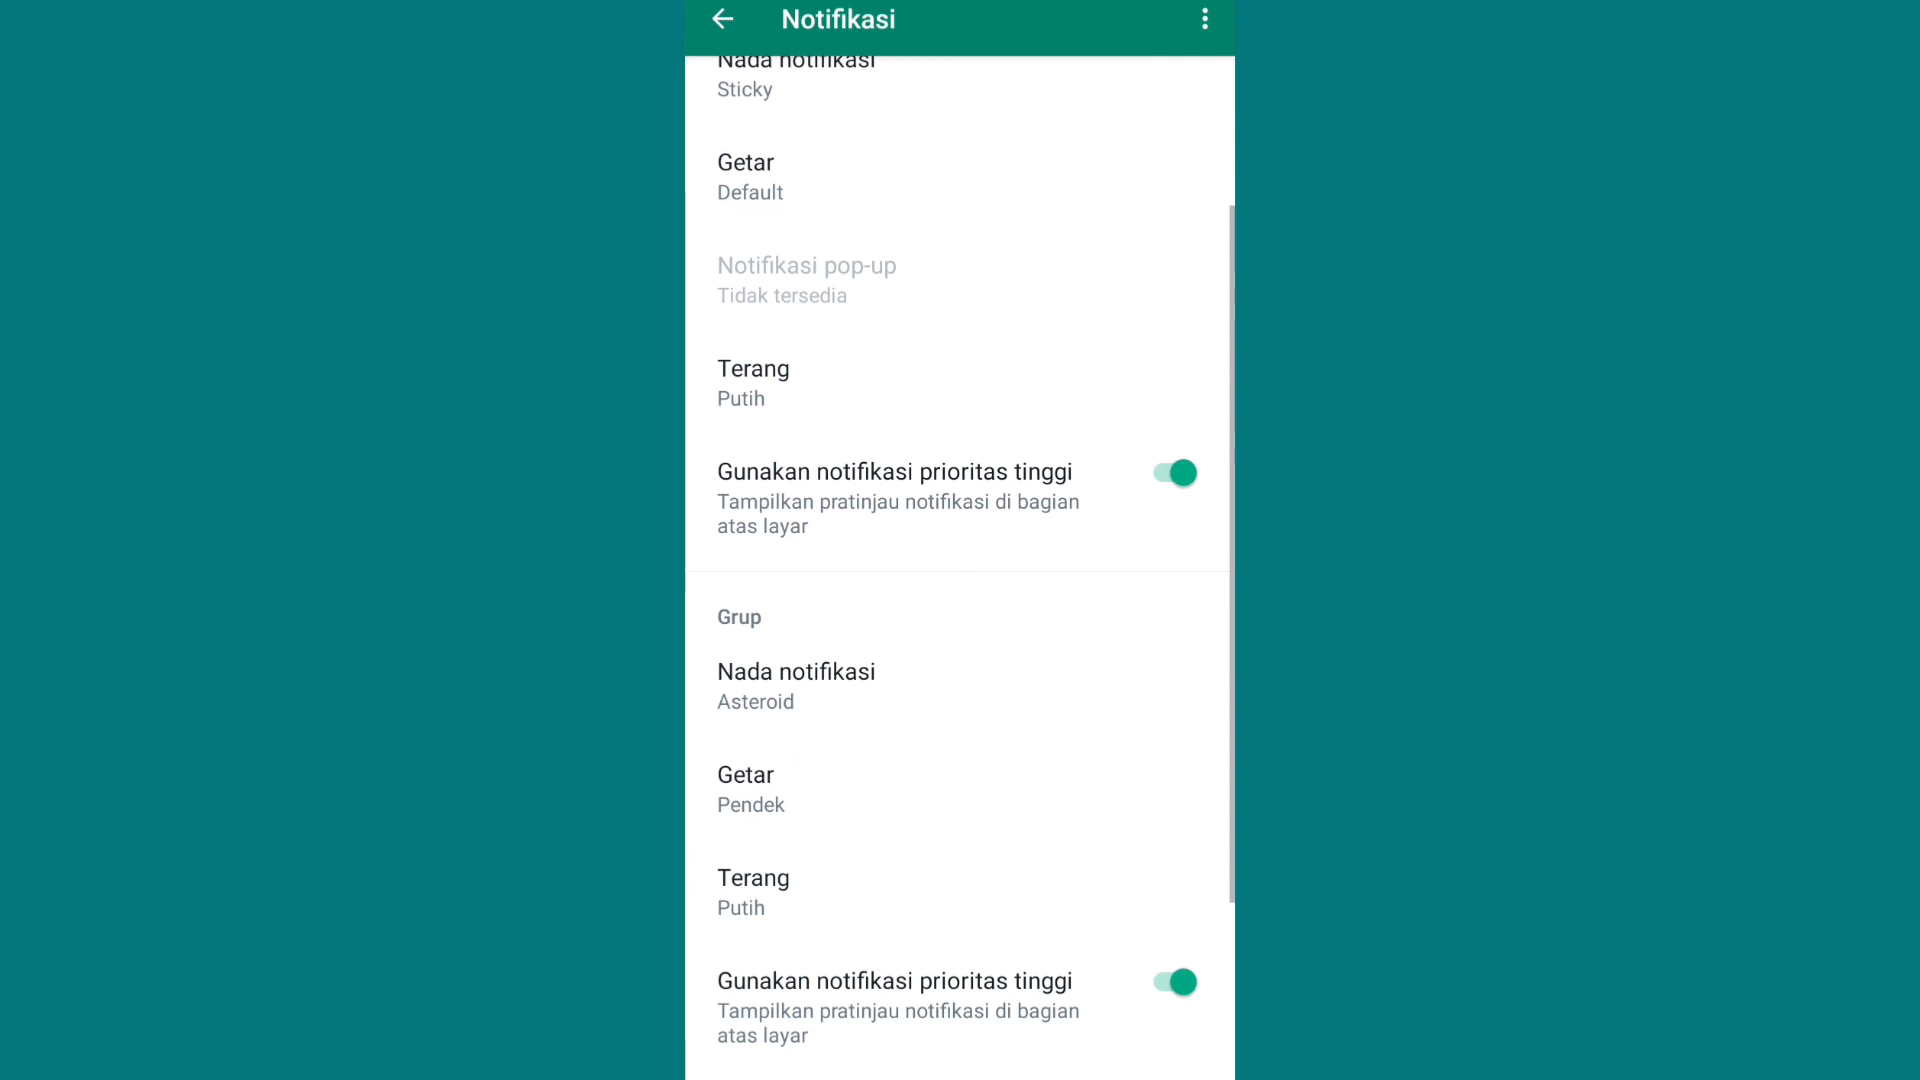 Notifikasi
Nada notifikasi
Sticky
Getar
Default
Notifikasi pop-up
Tidak tersedia
Terang
Putih
Gunakan notifikasi prioritas tinggi
Tampilkan pratinjau notifikasi di bagian
atas layar
Grup
Nada notifikasi
Asteroid
Getar
Pendek
Terang
Putih
Gunakan notifikasi prioritas tinggi
Tampilkan pratinjau notifikasi di bagian
atas layar